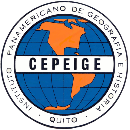 INSTITUTO PANAMERICANO DE GEOGRAFIA E HISTORIA
CEPEIGE
· QUITO ·